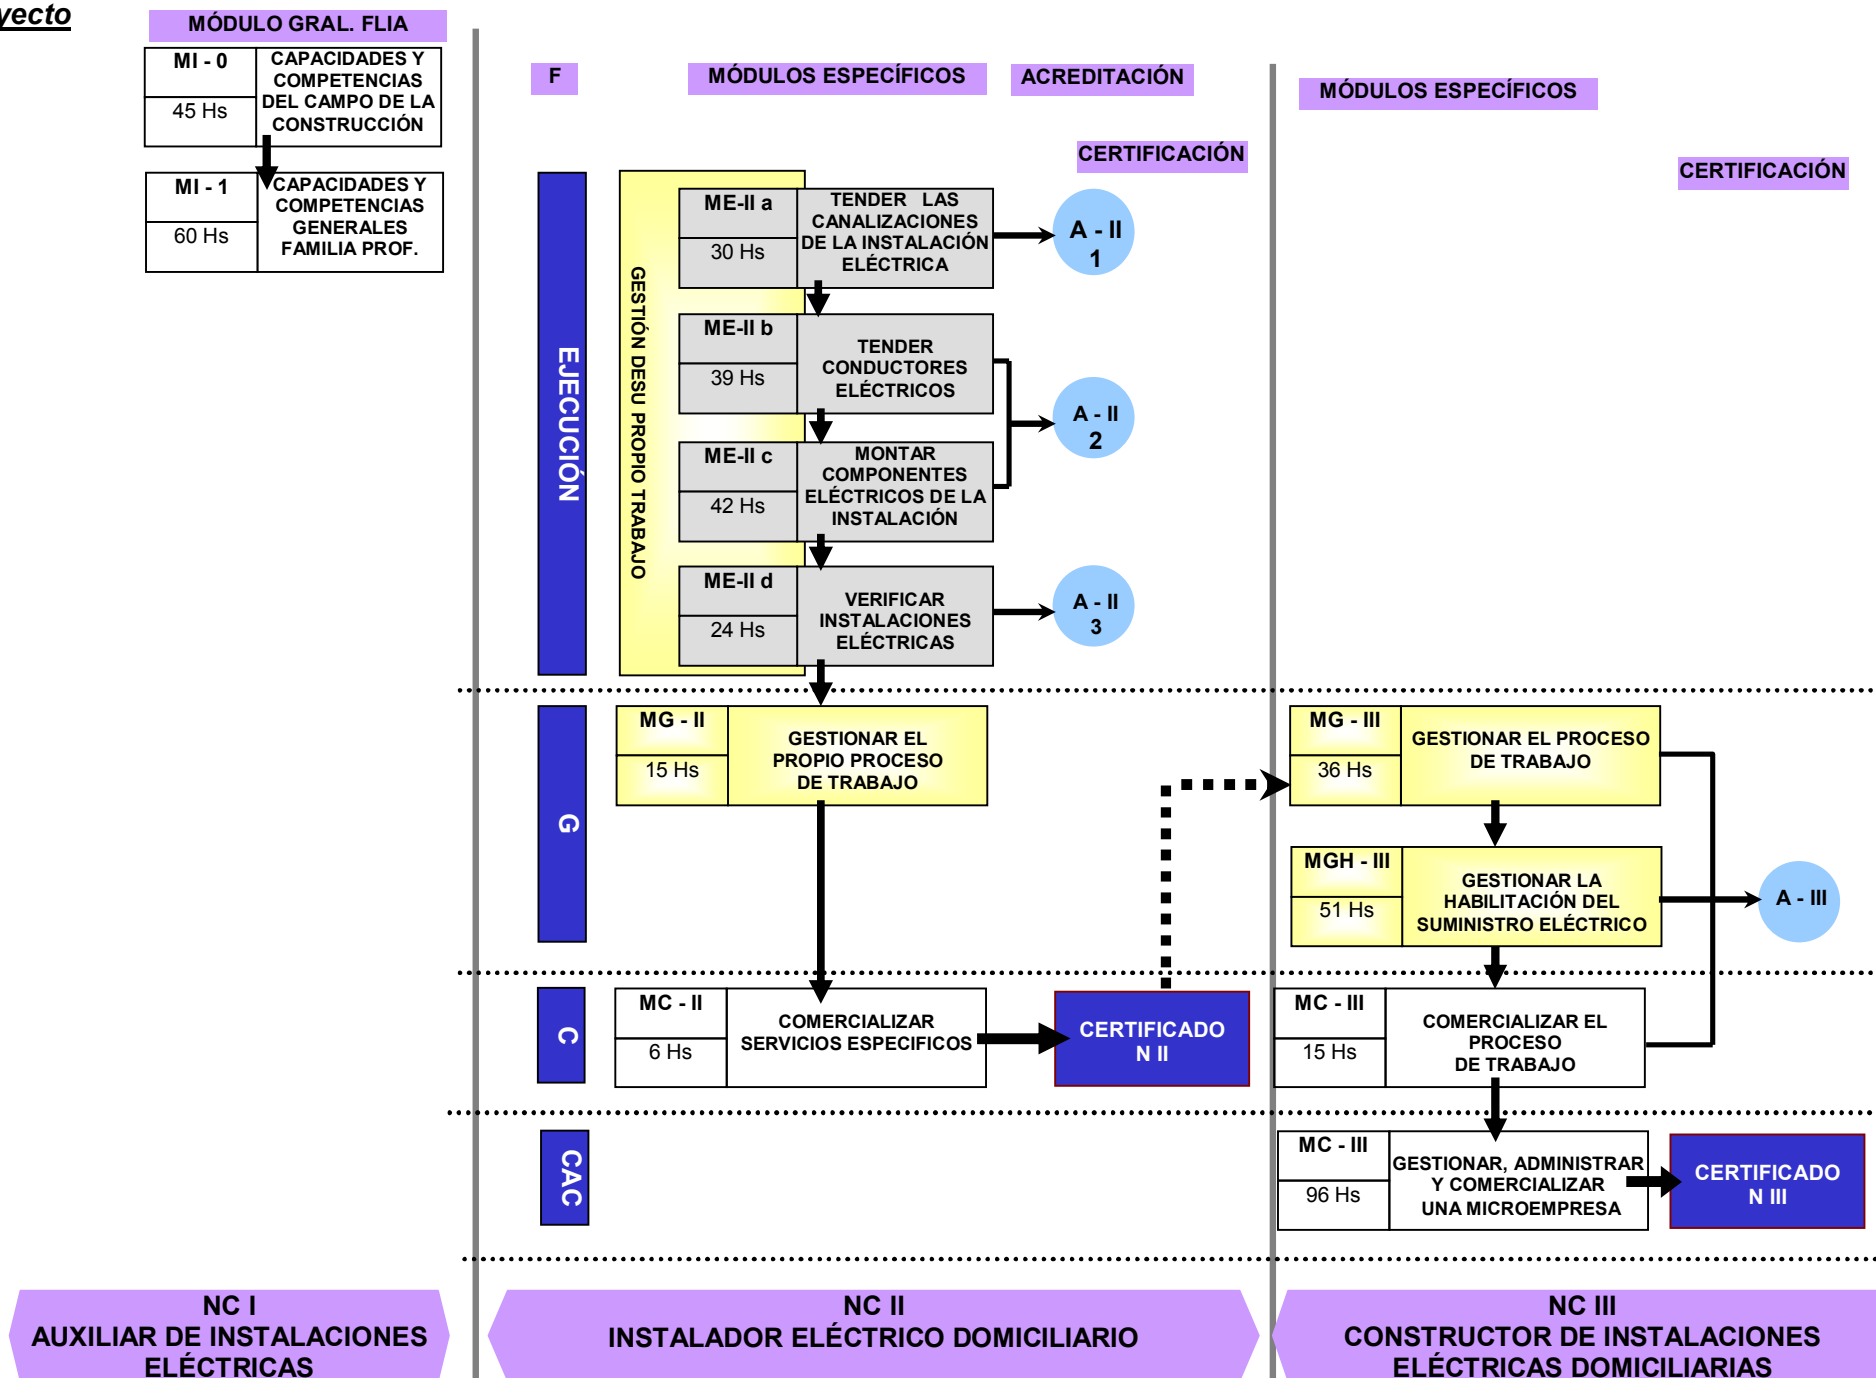 yecto
MÓDULO GRAL. FLIA
MI - 0
45 Hs
CAPACIDADES Y
COMPETENCIAS
DEL CAMPO DE LA
CONSTRUCCIÓN
MI - 1
60 Hs
CAPACIDADES Y
COMPETENCIAS
GENERALES
FAMILIA PROF.
F
MÓDULOS ESPECÍFICOS
ACREDITACIÓN
CERTIFICACIÓN
MÓDULOS ESPECÍFICOS
CERTIFICACIÓN
EJECUCIÓN
GESTIÓN DESU PROPIO TRABAJO
ME-II a
30 Hs
TENDER LAS
CANALIZACIONES
DE LA INSTALACIÓN
ELÉCTRICA
A - II
1
ME-II b
39 Hs
TENDER
CONDUCTORES
ELÉCTRICOS
A - II
2
ME-II c
42 Hs
MONTAR
COMPONENTES
ELÉCTRICOS DE LA
INSTALACIÓN
ME-II d
24 Hs
VERIFICAR
INSTALACIONES
ELÉCTRICAS
A - II
3
G
MG - II
15 Hs
GESTIONAR EL
PROPIO PROCESO
DE TRABAJO
MG - III
36 Hs
GESTIONAR EL PROCESO
DE TRABAJO
MGH - III
51 Hs
GESTIONAR LA
HABILITACIÓN DEL
SUMINISTRO ELÉCTRICO
A - III
C
MC - II
6 Hs
COMERCIALIZAR
SERVICIOS ESPECIFICOS
CERTIFICADO
N II
MC - III
15 Hs
COMERCIALIZAR EL
PROCESO
DE TRABAJO
CAC
MC - III
96 Hs
GESTIONAR, ADMINISTRAR
Y COMERCIALIZAR
UNA MICROEMPRESA
CERTIFICADO
N III
NC I
AUXILIAR DE INSTALACIONES
ELÉCTRICAS
NC II
INSTALADOR ELÉCTRICO DOMICILIARIO
NC III
CONSTRUCTOR DE INSTALACIONES
ELÉCTRICAS DOMICILIARIAS